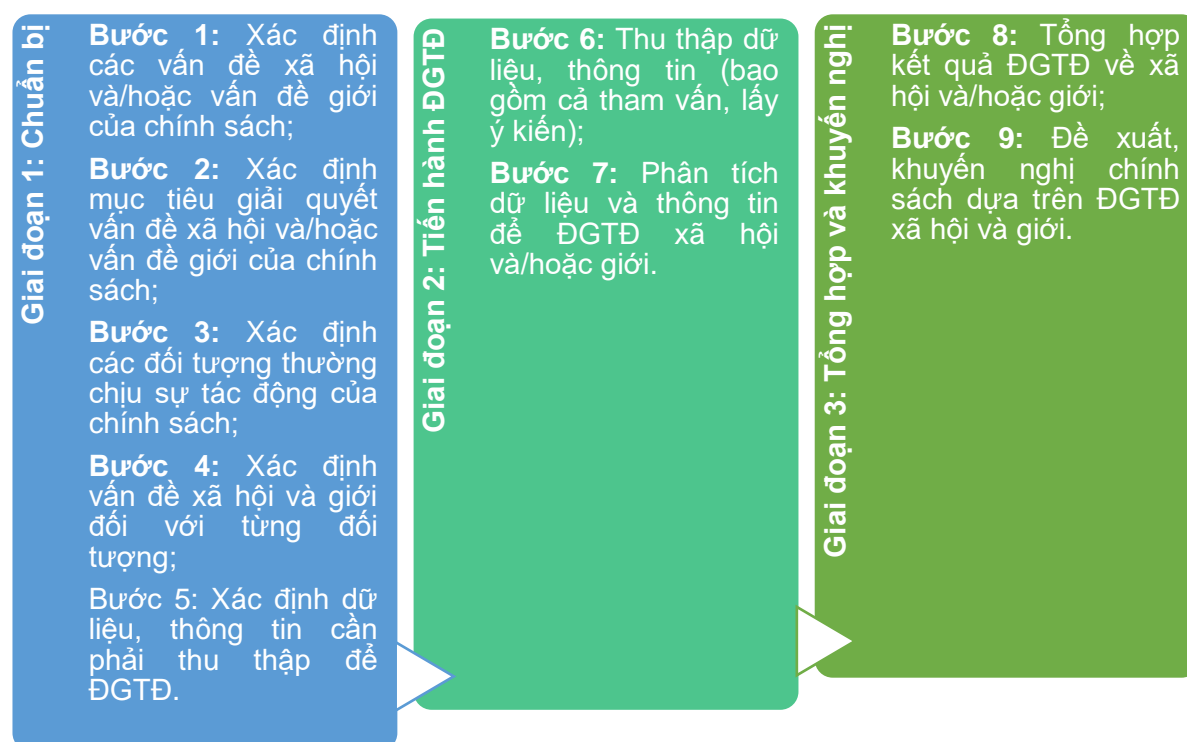 Giai đoạn 1: Chuẩn bị
Bước 1: Xác định
các vấn đề xã hội
và/hoặc vấn đề giới
của chính sách;
Bước 2: Xác định
mục tiêu giải quyết
vấn đề xã hội và/hoặc
vấn đề giới của chính
sách;
Bước 3: Xác định
các đối tượng thường
chịu sự tác động của
chính sách;
Bước 4: Xác định
vấn đề xã hội và giới
đối với từng đối
tượng;
Bước 5: Xác định dữ
liệu, thông tin cần
phải thu thập để
ĐGTĐ.
Giai đoạn 2: Tiến hành ĐGTĐ
Bước 6: Thu thập dữ
liệu, thông tin (bao
gồm cả tham vấn, lấy
ý kiến);
Bước 7: Phân tích
dữ liệu và thông tin
để ĐGTĐ xã hội
và/hoặc giới.
Giai đoạn 3: Tổng hợp và khuyến nghị
Bước 8: Tổng hợp
kết quả ĐGTĐ về xã
hội và/hoặc giới;
Bước 9: Đề xuất,
khuyến nghị chính
sách dựa trên ĐGTĐ
xã hội và giới.